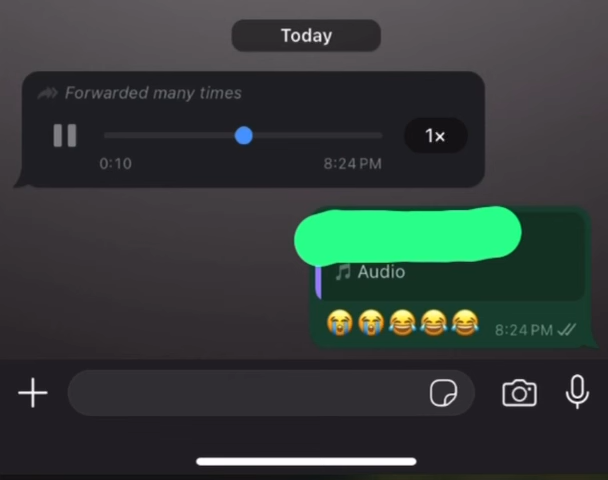 Today
Forwarded many times
1×
0:10 8:24 PM
Audio
😭😭😂😂😂 8:24 PM